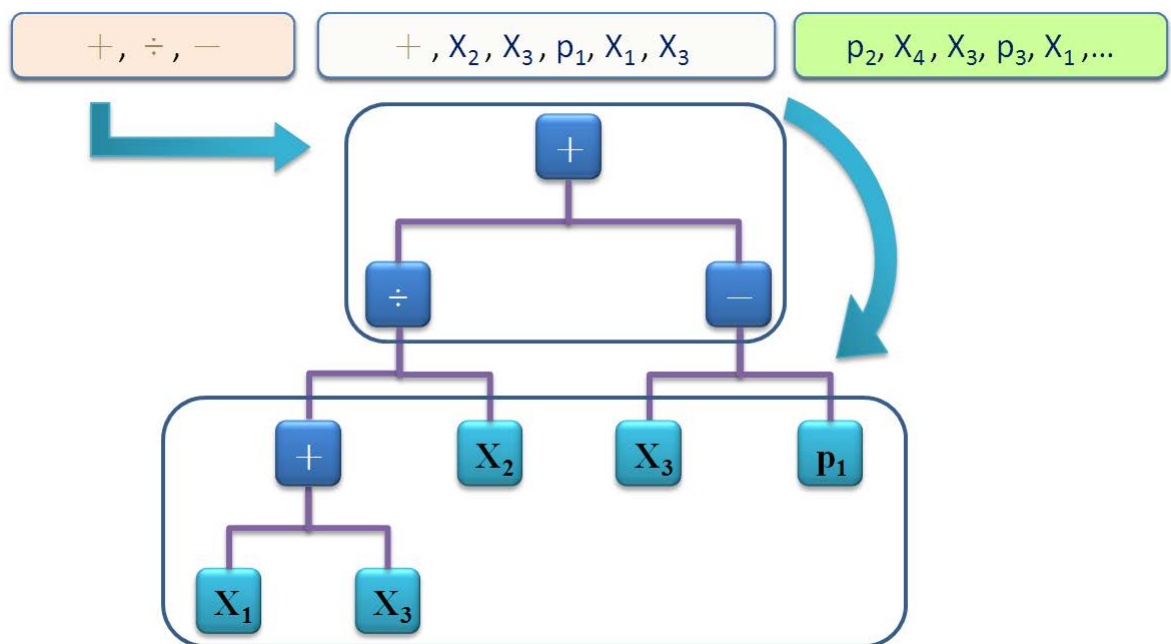 +, ÷, −
+, X₂, X₃, p₁, X₁, X₃
p₂, X₄, X₃, p₃, X₁,...
+
÷ −
+ X₂ X₃ p₁
X₁ X₃